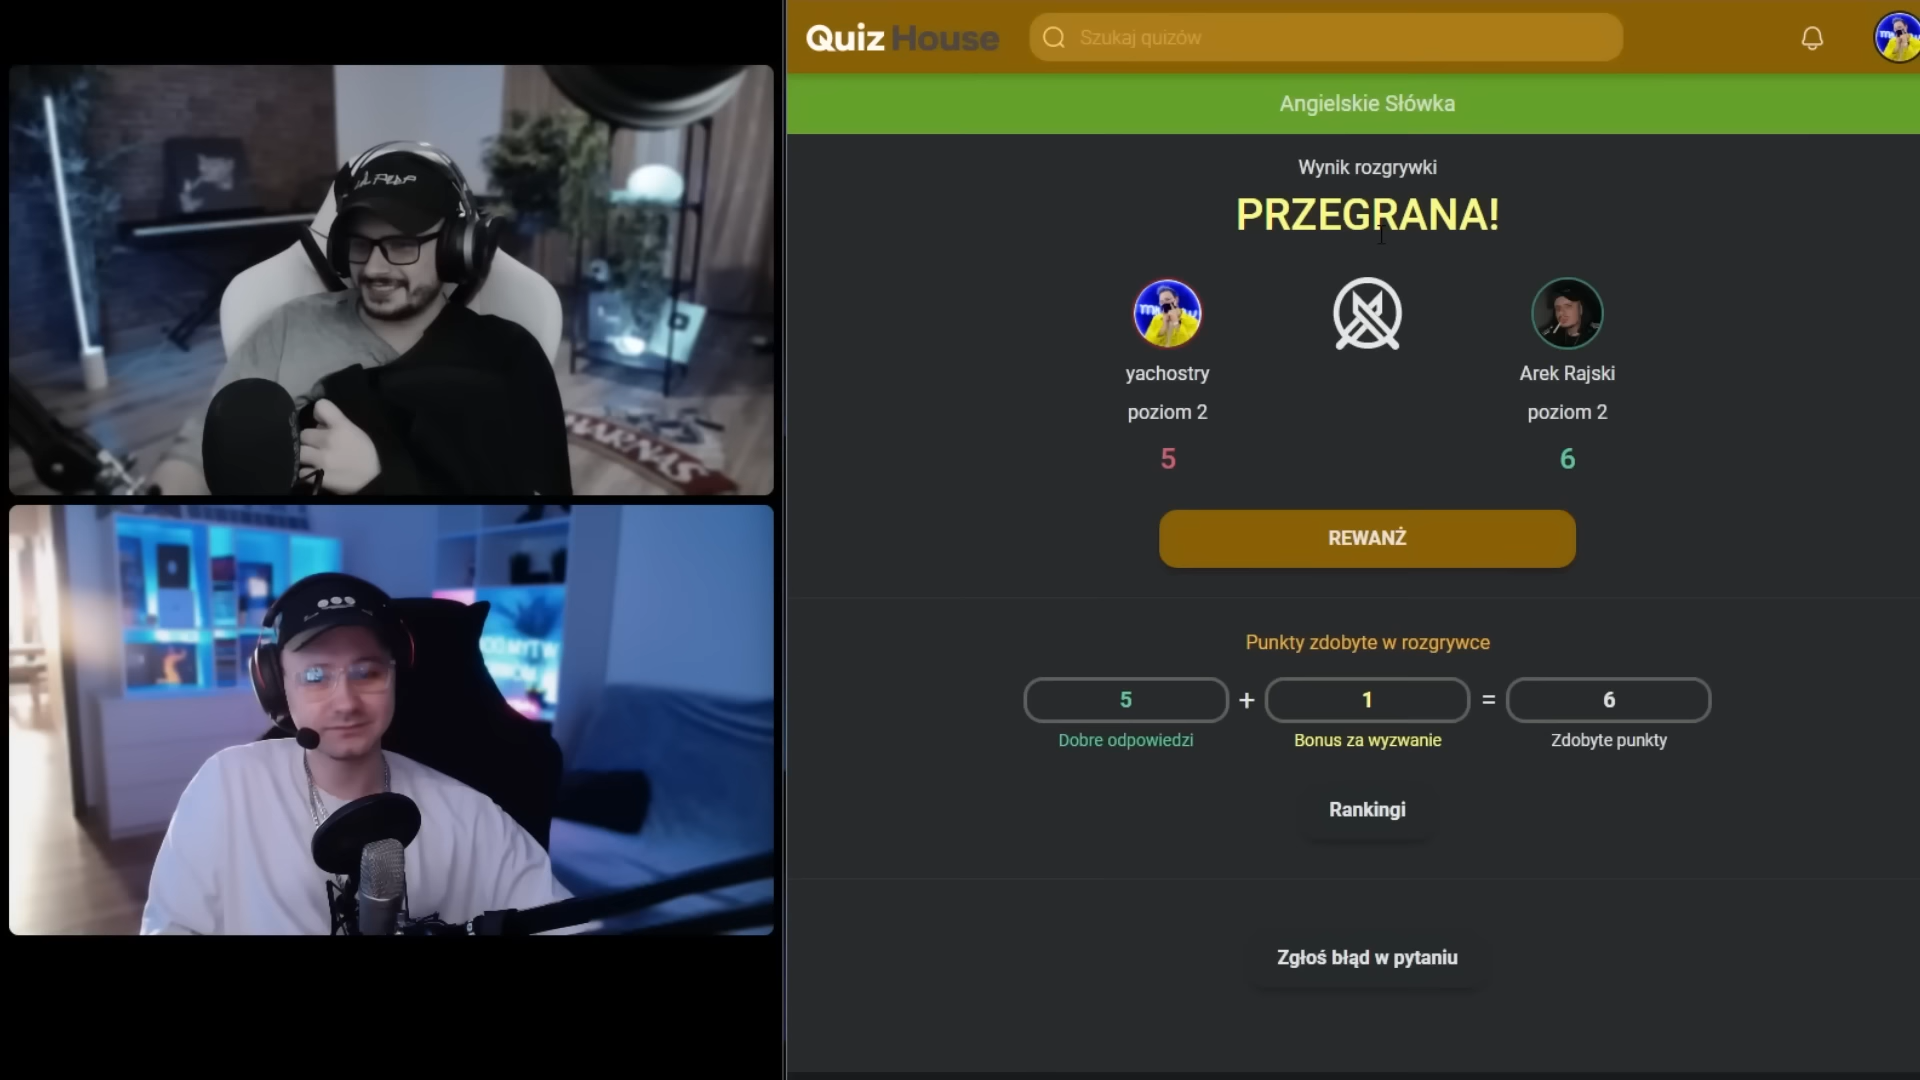 Quiz House
Szukaj quizów
Angielskie Słówka
Wynik rozgrywki
PRZEGRANA!
yachostry
Arek Rajski
poziom 2
poziom 2
5
6
REWANŻ
Punkty zdobyte w rozgrywce
5 + 1 = 6
Dobre odpowiedzi
Bonus za wyzwanie
Zdobyte punkty
Rankingi
Zgłoś błąd w pytaniu